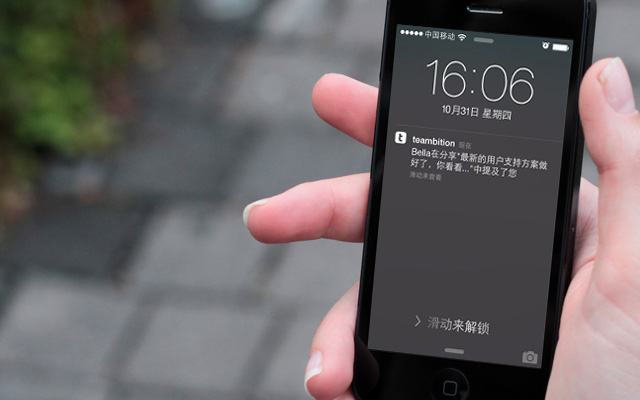 中国移动
16:06
10月31日 星期四
teambition 现在
Bella在分享"最新的用户支持方案做
好了，你看看..."中提及了您
滑动来查看
滑动来解锁